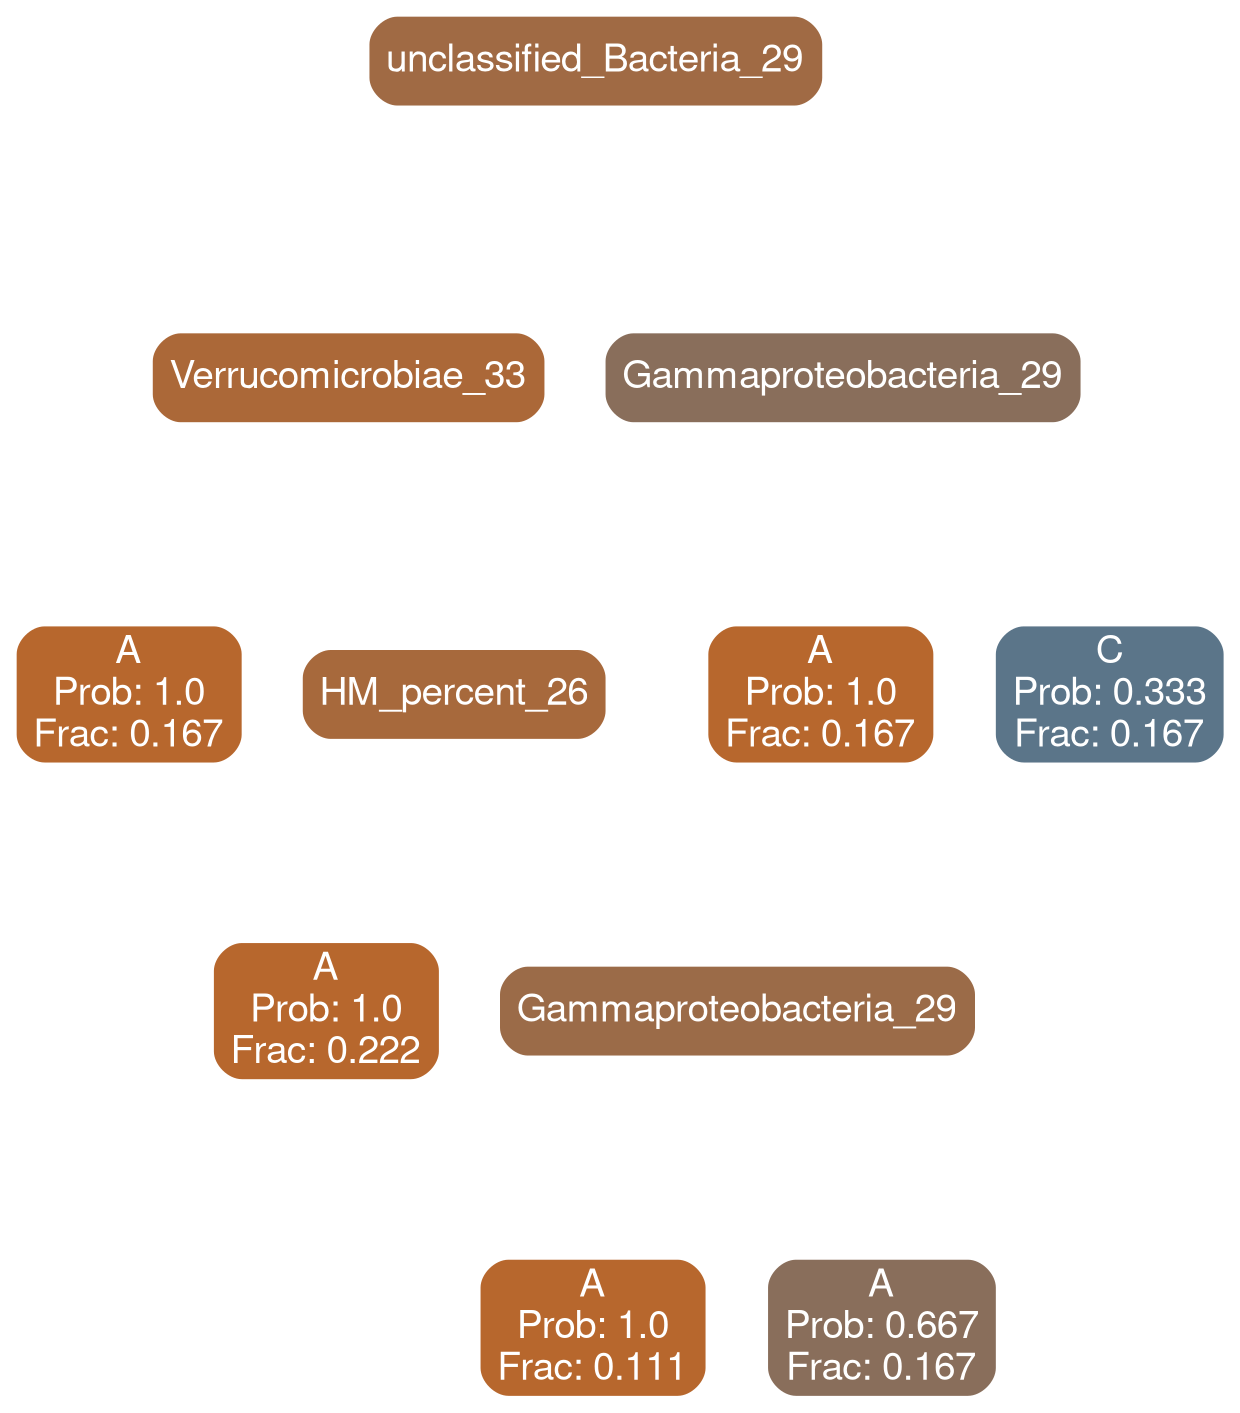 unclassified_Bacteria_29
Verrucomicrobiae_33
Gammaproteobacteria_29
A
Prob: 1.0
Frac: 0.167
HM_percent_26
A
Prob: 1.0
Frac: 0.167
C
Prob: 0.333
Frac: 0.167
A
Prob: 1.0
Frac: 0.222
Gammaproteobacteria_29
A
Prob: 1.0
Frac: 0.111
A
Prob: 0.667
Frac: 0.167